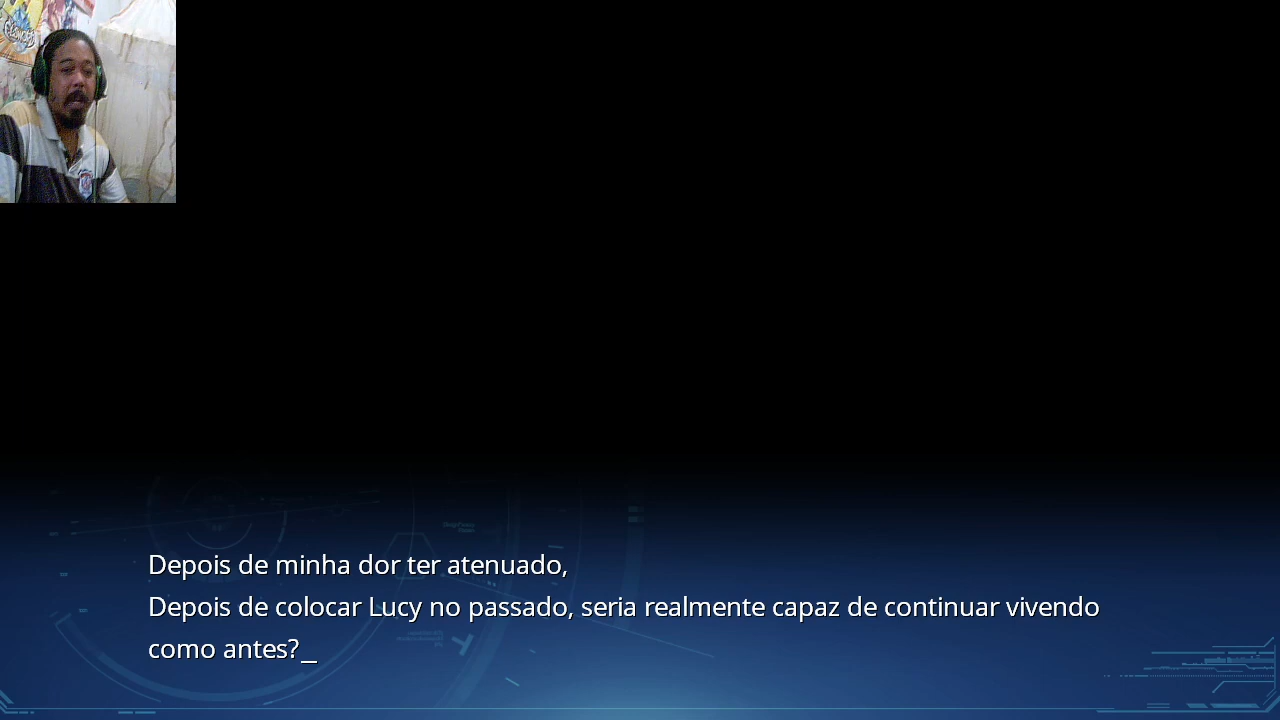 Depois de minha dor ter atenuado,
Depois de colocar Lucy no passado, seria realmente capaz de continuar vivendo
como antes?_